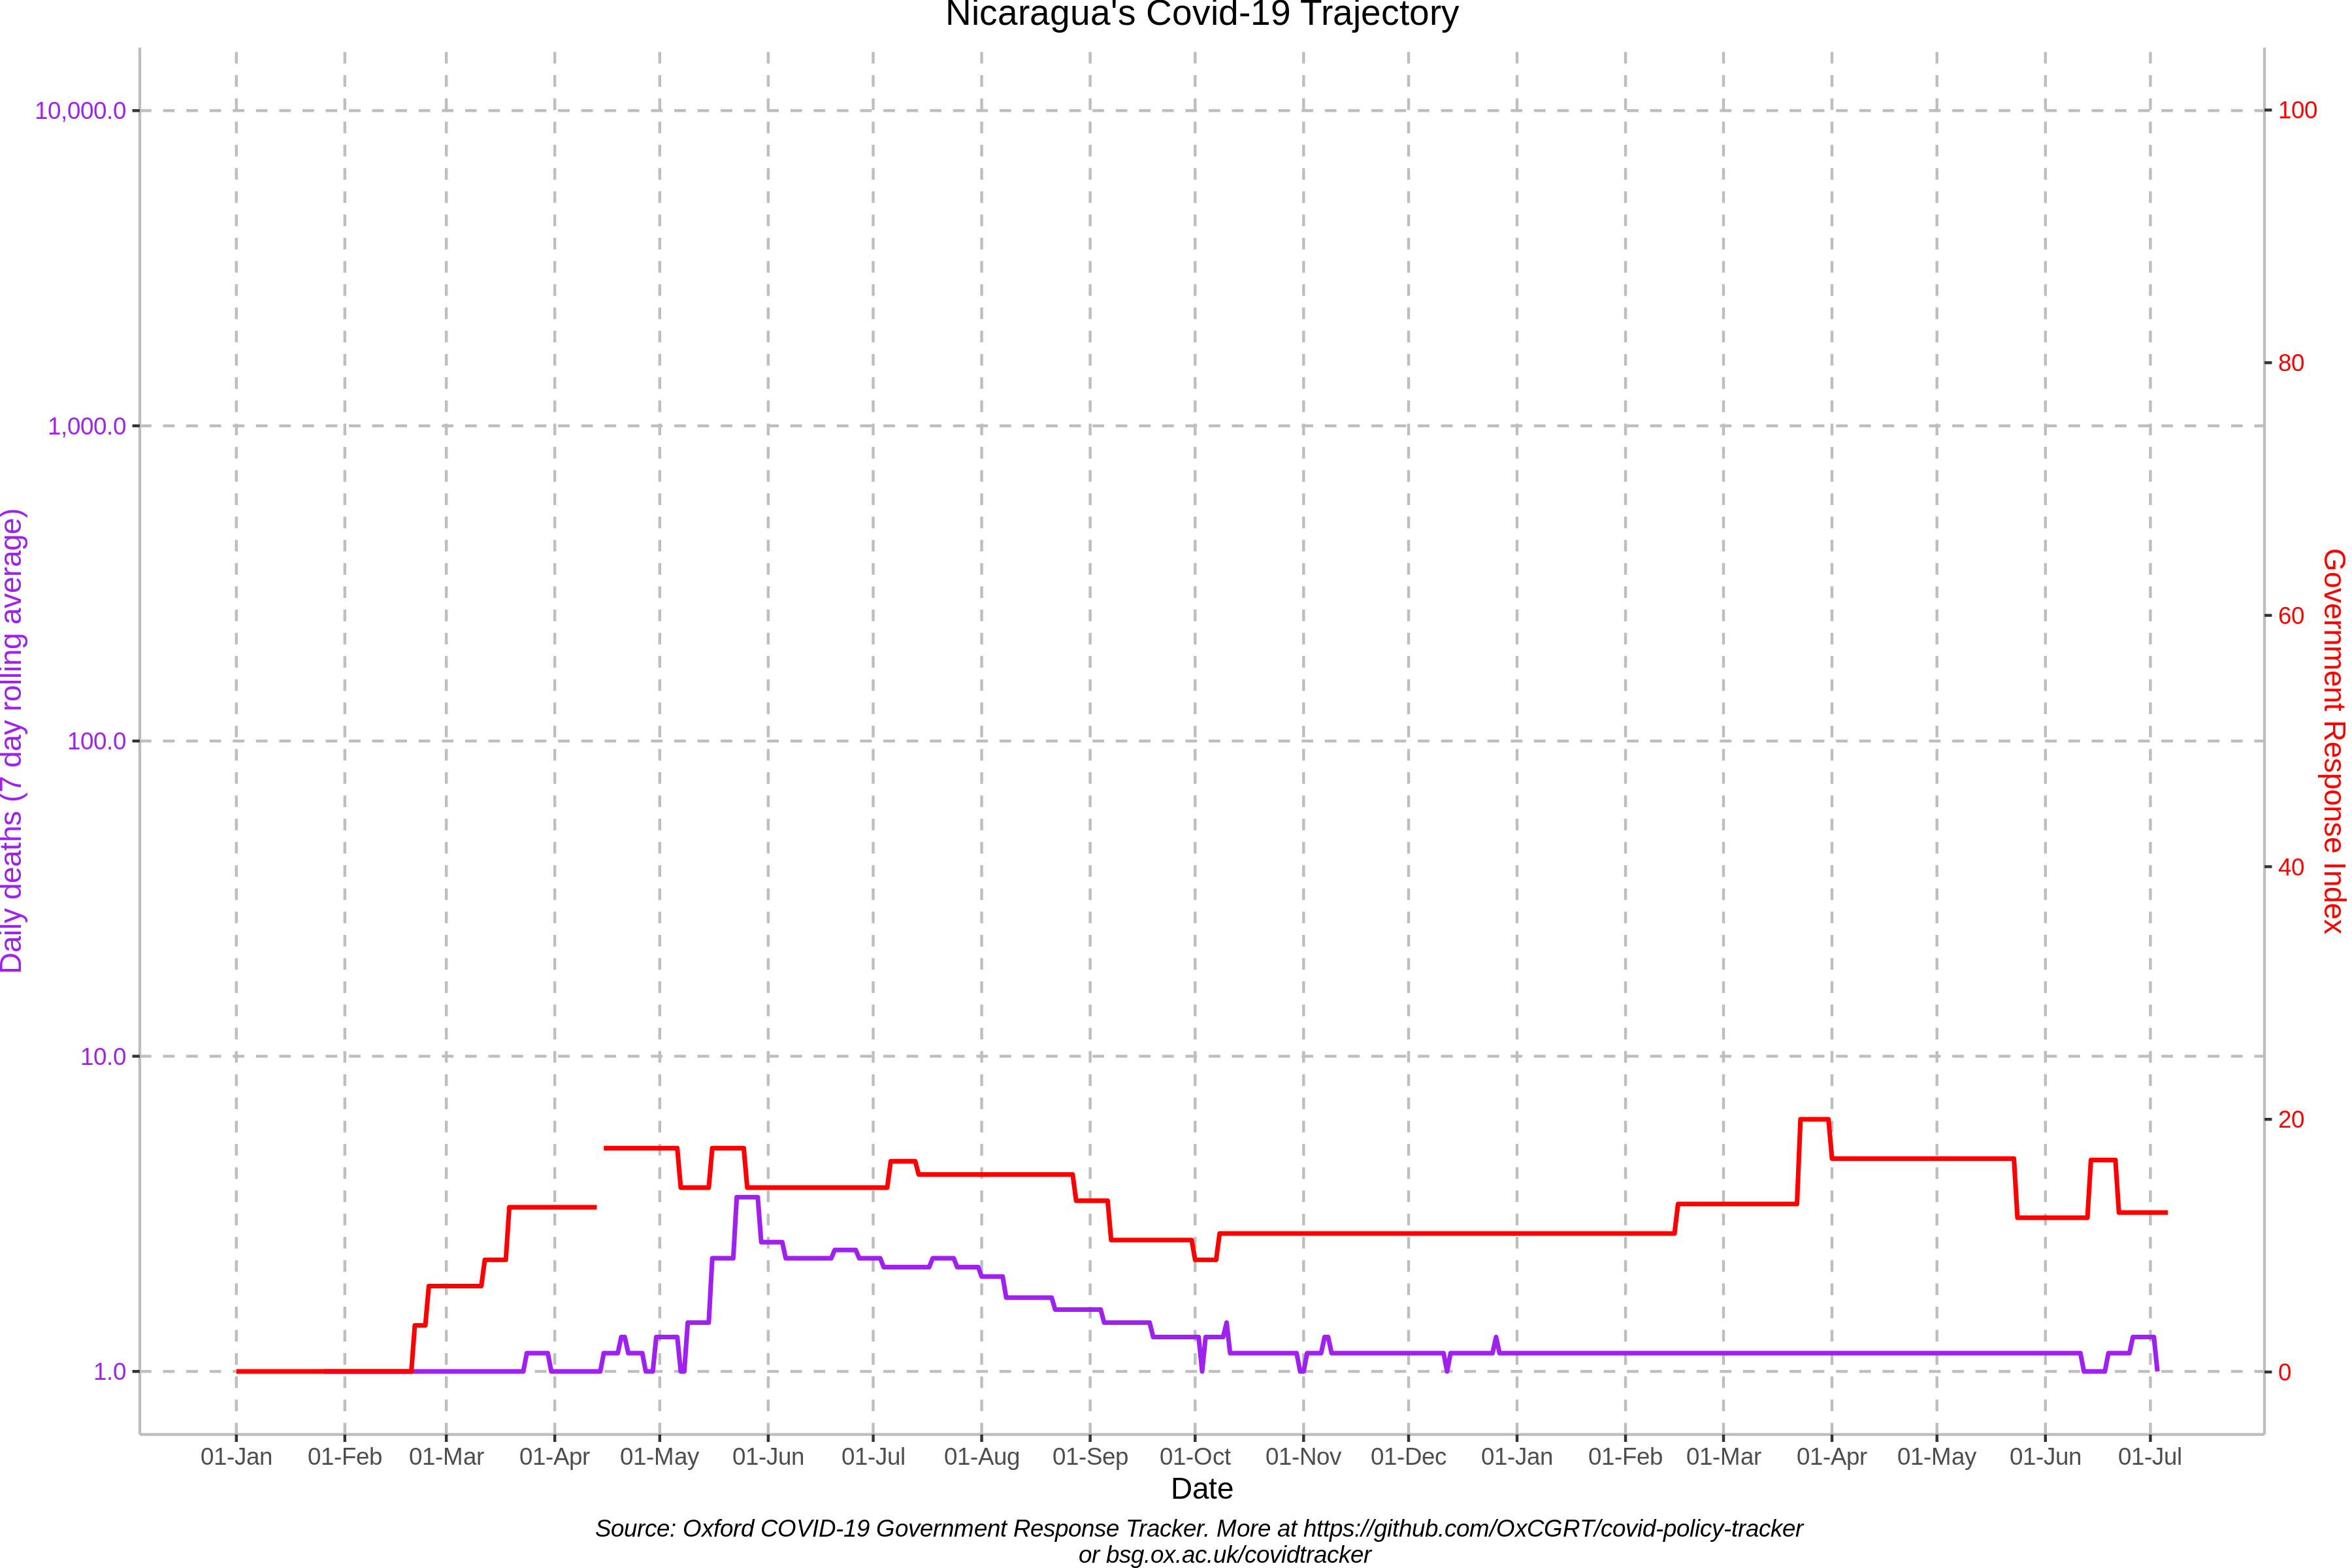 Nicaragua's Covid-19 Trajectory
10,000.0
1,000.0
100.0
10.0
1.0
Daily deaths (7 day rolling average)
100
80
60
40
20
0
Government Response Index
01-Jan 01-Feb 01-Mar 01-Apr 01-May 01-Jun 01-Jul 01-Aug 01-Sep 01-Oct 01-Nov 01-Dec 01-Jan 01-Feb 01-Mar 01-Apr 01-May 01-Jun 01-Jul
Date
Source: Oxford COVID-19 Government Response Tracker. More at https://github.com/OxCGRT/covid-policy-tracker
or bsg.ox.ac.uk/covidtracker